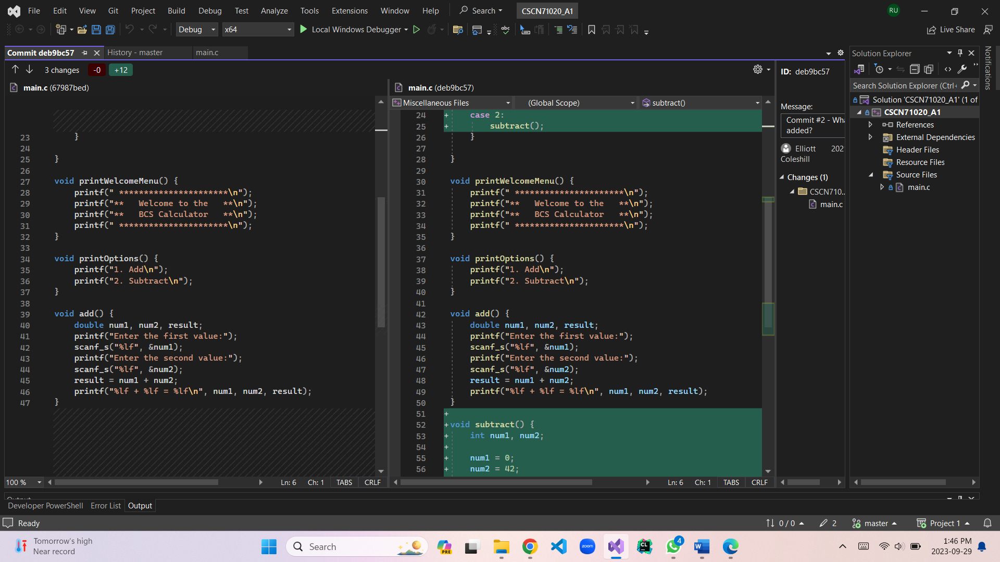 File Edit View Git Project Build Debug Test Analyze Tools Extensions Window Help Search CSCN71020_A1 RU
Debug x64 Local Windows Debugger abc Live Share
Commit deb9bc57 History - master main.c
3 changes -0 +12
main.c (67987bed)
23 }
24
25 }
26
27 void printWelcomeMenu() {
28 printf(" **********************\n");
29 printf("**   Welcome to the   **\n");
30 printf("**   BCS Calculator   **\n");
31 printf(" **********************\n");
32 }
33
34 void printOptions() {
35 printf("1. Add\n");
36 printf("2. Subtract\n");
37 }
38
39 void add() {
40 double num1, num2, result;
41 printf("Enter the first value:");
42 scanf_s("%lf", &num1);
43 printf("Enter the second value:");
44 scanf_s("%lf", &num2);
45 result = num1 + num2;
46 printf("%lf + %lf = %lf\n", num1, num2, result);
47 }
100 % Ln: 6 Ch: 1 TABS CRLF
main.c (deb9bc57)
Miscellaneous Files (Global Scope) subtract()
24 + case 2:
25 + subtract();
26 }
27
28 }
29
30 void printWelcomeMenu() {
31 printf(" **********************\n");
32 printf("**   Welcome to the   **\n");
33 printf("**   BCS Calculator   **\n");
34 printf(" **********************\n");
35 }
36
37 void printOptions() {
38 printf("1. Add\n");
39 printf("2. Subtract\n");
40 }
41
42 void add() {
43 double num1, num2, result;
44 printf("Enter the first value:");
45 scanf_s("%lf", &num1);
46 printf("Enter the second value:");
47 scanf_s("%lf", &num2);
48 result = num1 + num2;
49 printf("%lf + %lf = %lf\n", num1, num2, result);
50 }
51 +
52 +void subtract() {
53 + int num1, num2;
54 +
55 + num1 = 0;
56 + num2 = 42;
Ln: 6 Ch: 1 TABS CRLF
ID: deb9bc57
Message:
Commit #2 - Wha
added?
Elliott 202
Coleshill
Changes (1)
CSCN710...
main.c
Solution Explorer
Search Solution Explorer (Ctrl+
Solution 'CSCN71020_A1' (1 of
CSCN71020_A1
References
External Dependencies
Header Files
Resource Files
Source Files
main.c
Notifications
Output
Developer PowerShell Error List Output
Ready 0 / 0 2 master Project 1
Tomorrow's high
Near record
Search PRE zoom CL 4 W
1:46 PM
2023-09-29